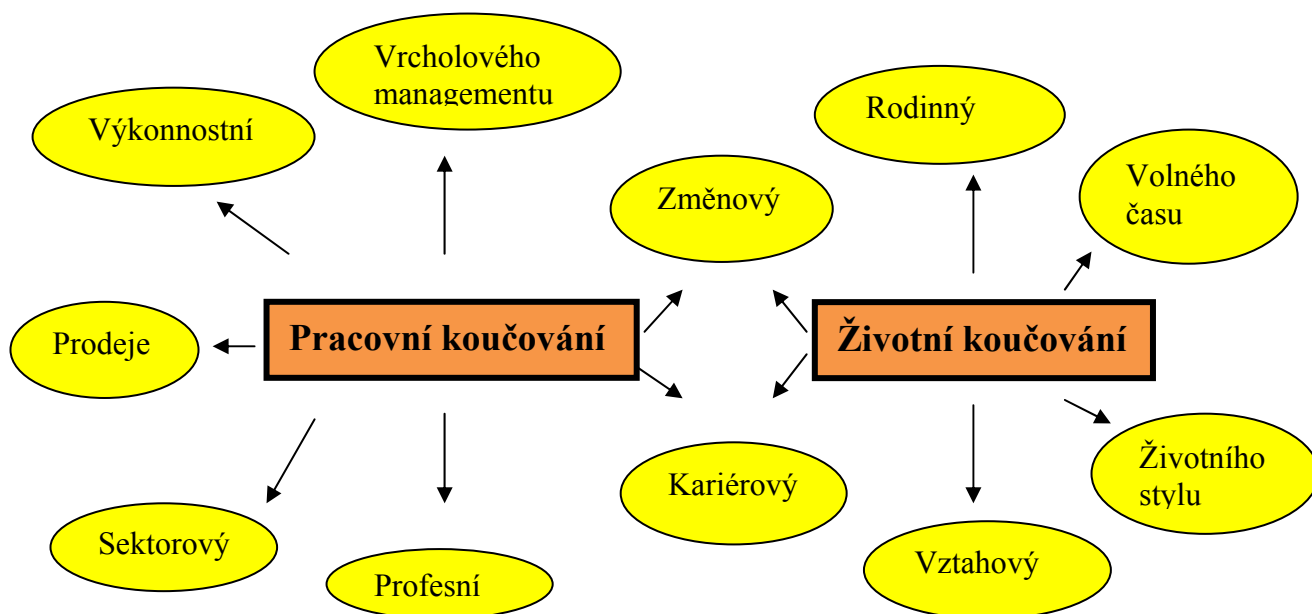 Vrcholového
managementu
Výkonnostní
Rodinný
Volného
času
Změnový
Prodeje
Pracovní koučování
Životní koučování
Kariérový
Životního
stylu
Sektorový
Profesní
Vztahový